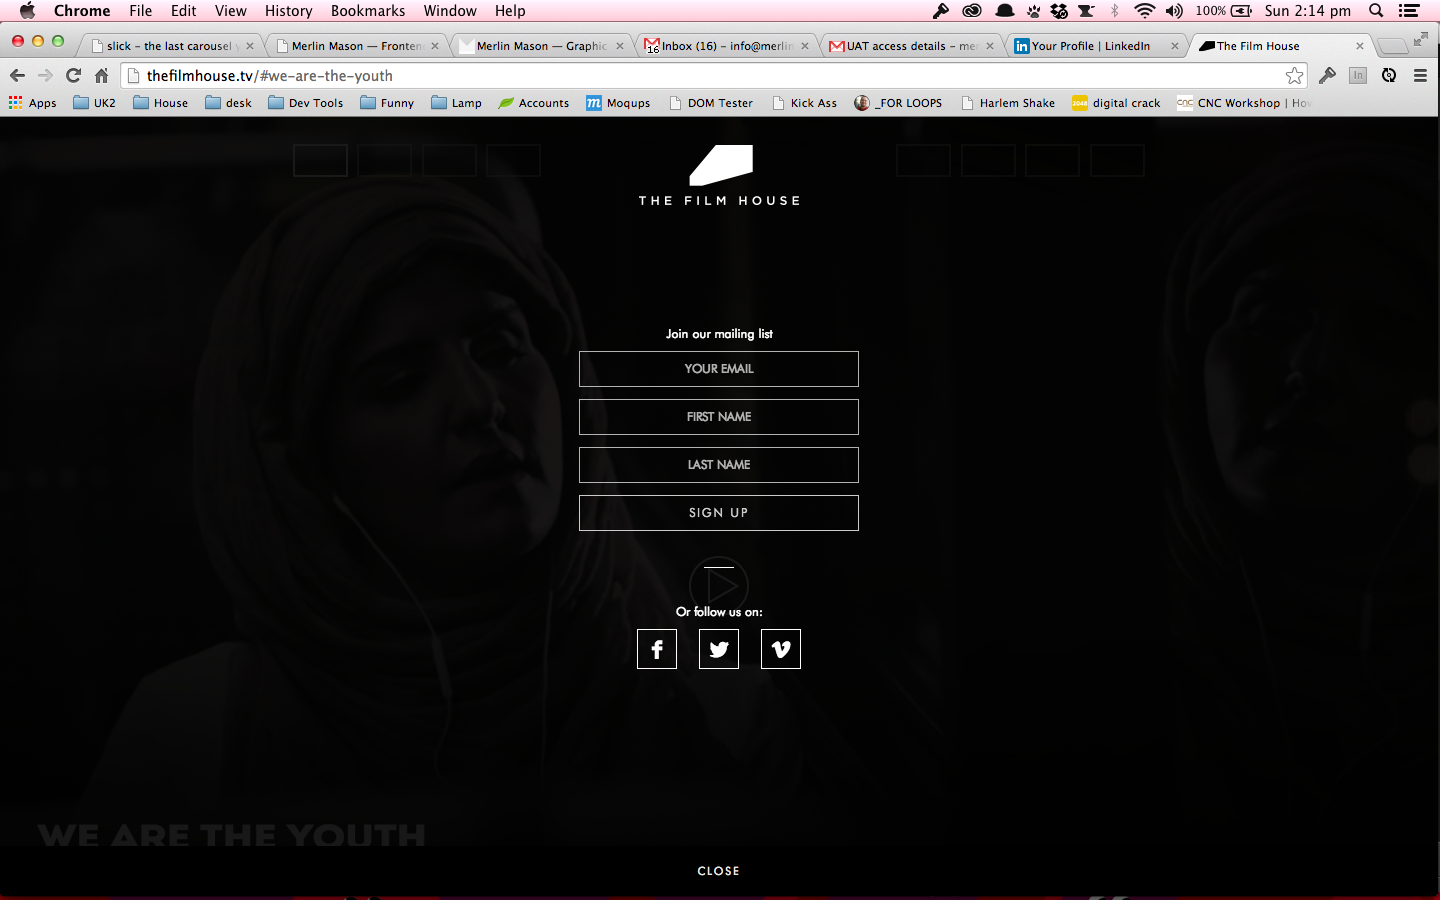 Chrome File Edit View History Bookmarks Window Help 100% Sun 2:14 pm
slick – the last carousel Merlin Mason — Fronten Merlin Mason — Graphic 16 Inbox (16) – info@merlin UAT access details – me Your Profile | LinkedIn The Film House
thefilmhouse.tv/#we-are-the-youth
Apps UK2 House desk Dev Tools Funny Lamp Accounts Moqups DOM Tester Kick Ass _FOR LOOPS Harlem Shake 2048 digital crack CNC CNC Workshop | How
THE FILM HOUSE
Join our mailing list
YOUR EMAIL
FIRST NAME
LAST NAME
SIGN UP
Or follow us on:
WE ARE THE YOUTH
CLOSE